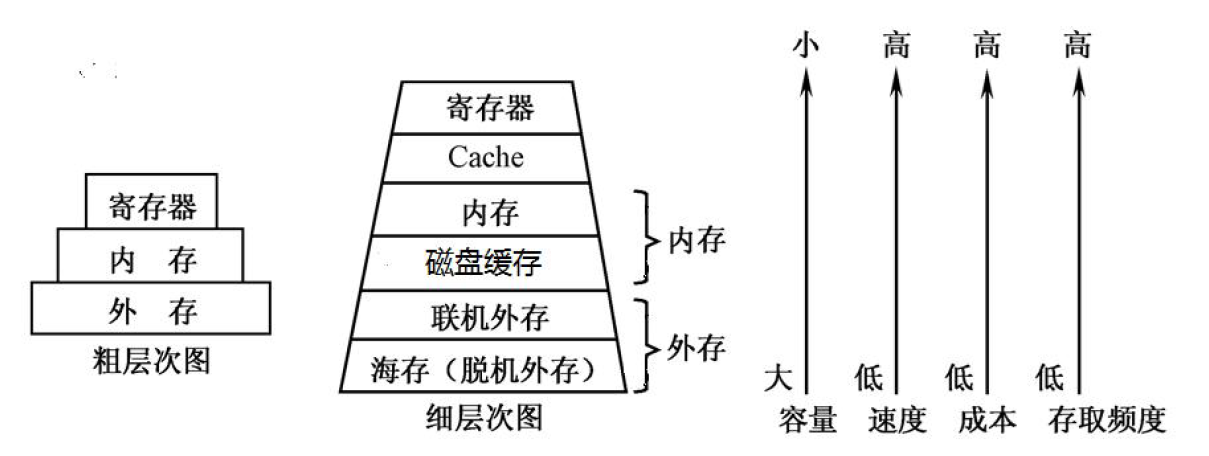 寄存器
内 存
外 存
粗层次图
寄存器
Cache
内存
磁盘缓存
联机外存
海存（脱机外存）
细层次图
内存
外存
小 高 高 高
大 低 低 低
容量 速度 成本 存取频度